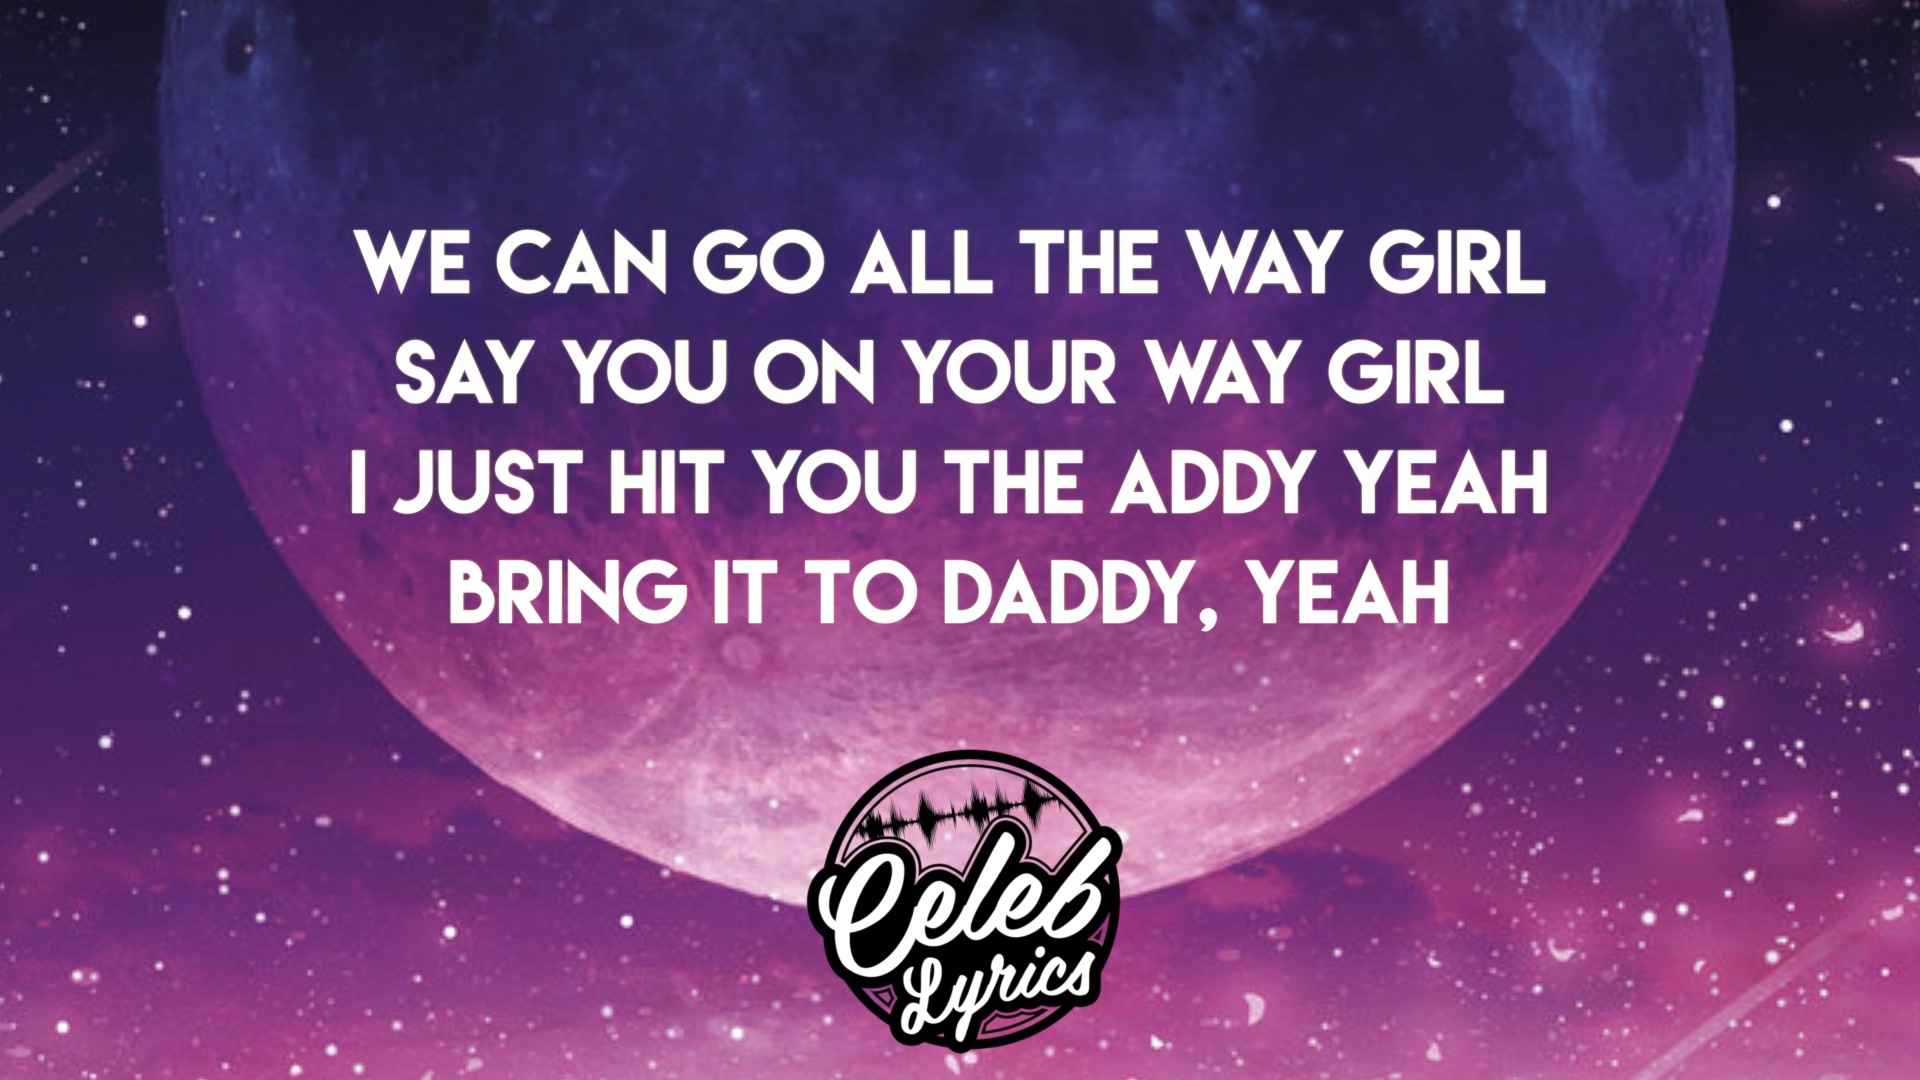 WE CAN GO ALL THE WAY GIRL
SAY YOU ON YOUR WAY GIRL
I JUST HIT YOU THE ADDY YEAH
BRING IT TO DADDY, YEAH
Celeb
Lyrics